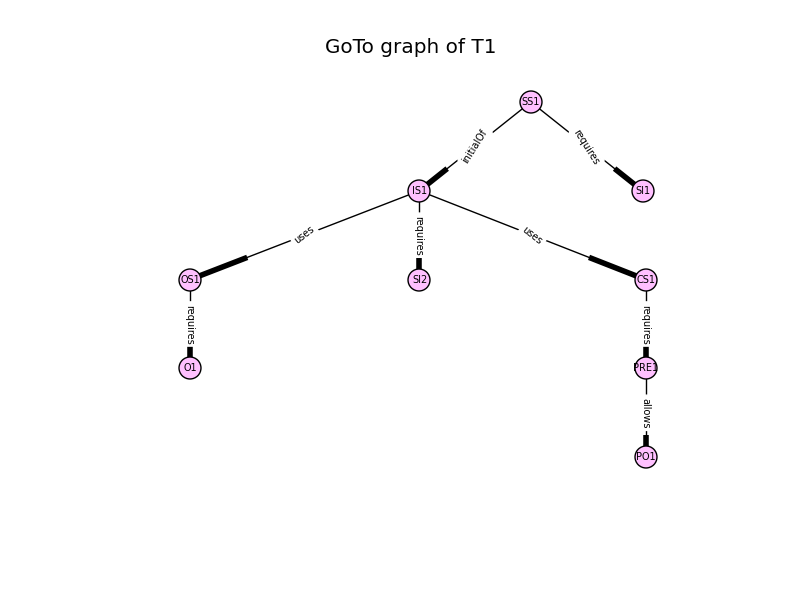 GoTo graph of T1
SS1
initialOf
requires
IS1
SI1
uses
requires
uses
OS1
SI2
CS1
requires
requires
O1
PRE1
allows
PO1